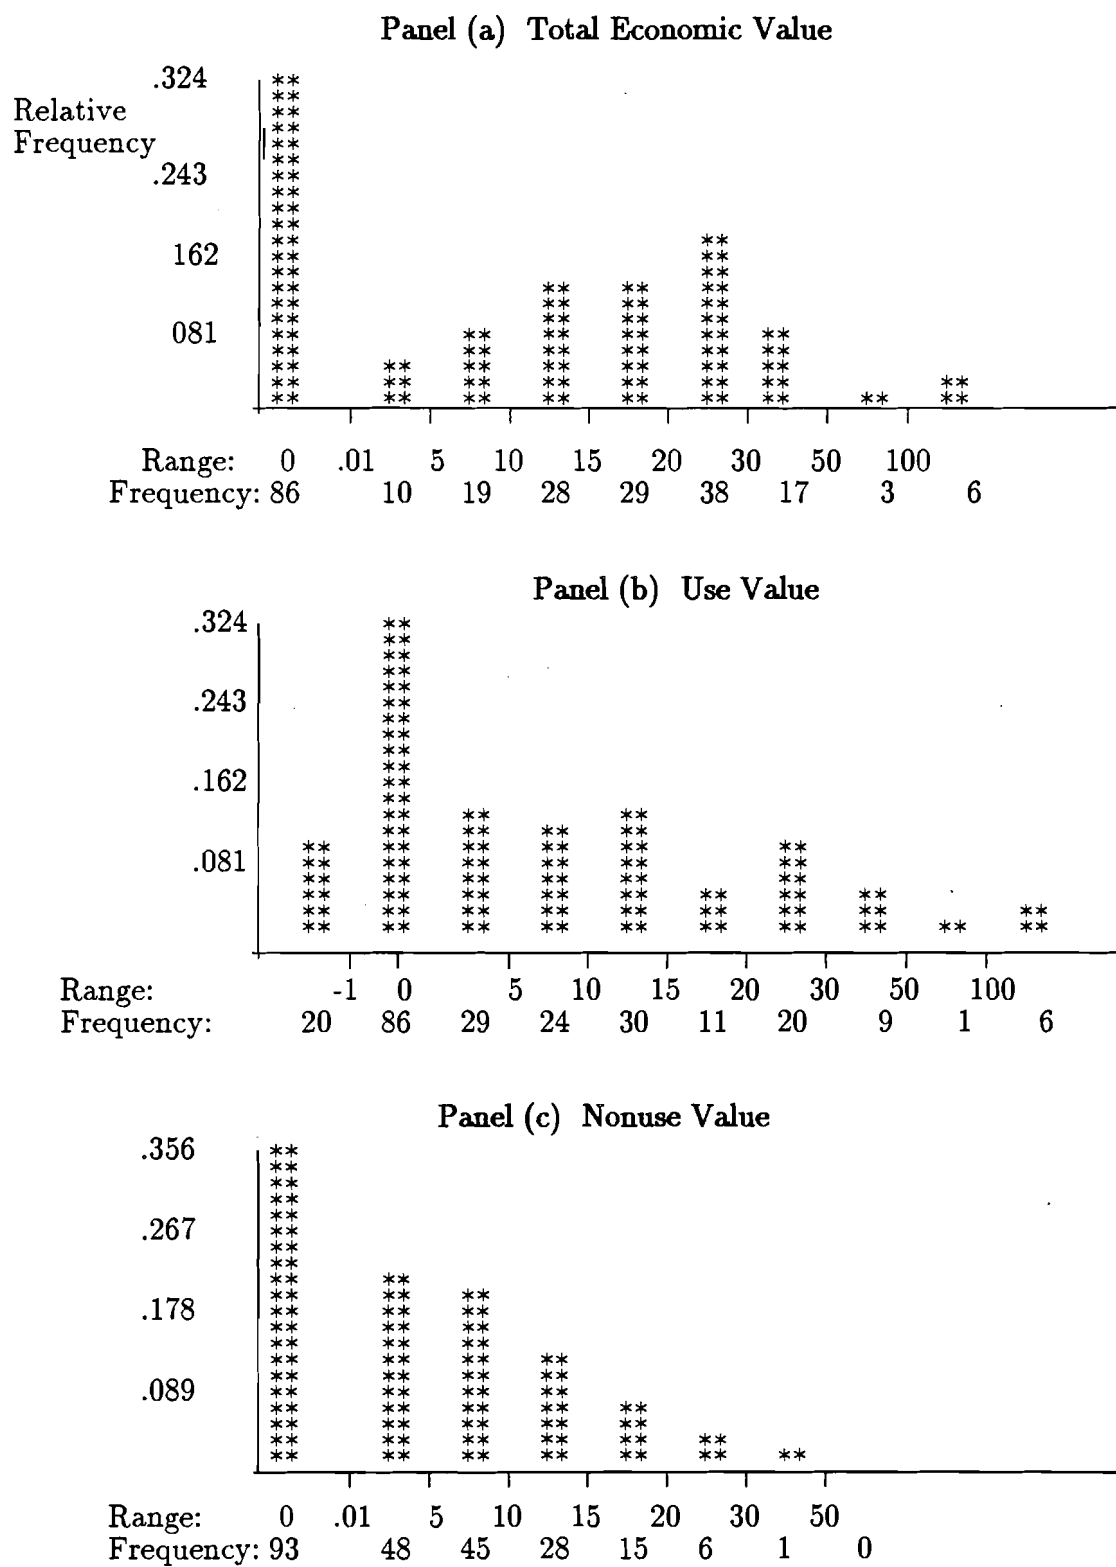 Panel (a) Total Economic Value
.324
Relative
Frequency
.243
162
081
Range: 0 .01 5 10 15 20 30 50 100
Frequency: 86 10 19 28 29 38 17 3 6
Panel (b) Use Value
.324
.243
.162
.081
Range: -1 0 5 10 15 20 30 50 100
Frequency: 20 86 29 24 30 11 20 9 1 6
Panel (c) Nonuse Value
.356
.267
.178
.089
Range: 0 .01 5 10 15 20 30 50
Frequency: 93 48 45 28 15 6 1 0